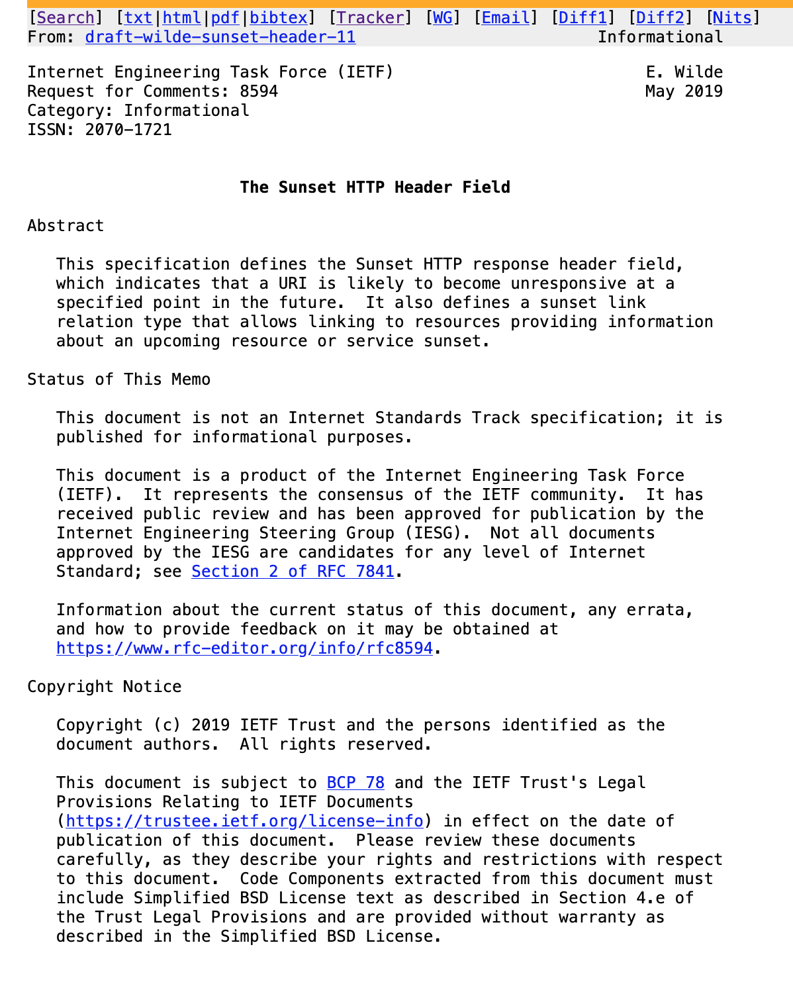 [Search] [txt|html|pdf|bibtex] [Tracker] [WG] [Email] [Diff1] [Diff2] [Nits]
From: draft-wilde-sunset-header-11 Informational
Internet Engineering Task Force (IETF) E. Wilde
Request for Comments: 8594 May 2019
Category: Informational
ISSN: 2070-1721
The Sunset HTTP Header Field
Abstract
This specification defines the Sunset HTTP response header field,
which indicates that a URI is likely to become unresponsive at a
specified point in the future.  It also defines a sunset link
relation type that allows linking to resources providing information
about an upcoming resource or service sunset.
Status of This Memo
This document is not an Internet Standards Track specification; it is
published for informational purposes.
This document is a product of the Internet Engineering Task Force
(IETF).  It represents the consensus of the IETF community.  It has
received public review and has been approved for publication by the
Internet Engineering Steering Group (IESG).  Not all documents
approved by the IESG are candidates for any level of Internet
Standard; see Section 2 of RFC 7841.
Information about the current status of this document, any errata,
and how to provide feedback on it may be obtained at
https://www.rfc-editor.org/info/rfc8594.
Copyright Notice
Copyright (c) 2019 IETF Trust and the persons identified as the
document authors.  All rights reserved.
This document is subject to BCP 78 and the IETF Trust's Legal
Provisions Relating to IETF Documents
(https://trustee.ietf.org/license-info) in effect on the date of
publication of this document.  Please review these documents
carefully, as they describe your rights and restrictions with respect
to this document.  Code Components extracted from this document must
include Simplified BSD License text as described in Section 4.e of
the Trust Legal Provisions and are provided without warranty as
described in the Simplified BSD License.